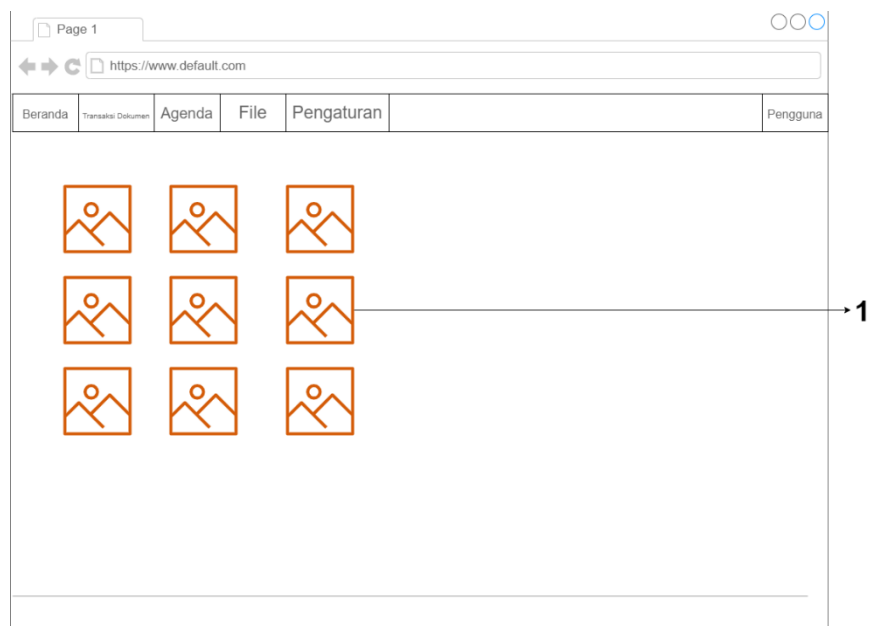 Page 1
https://www.default.com
Beranda Transaksi Dokumen Agenda File Pengaturan Pengguna
1